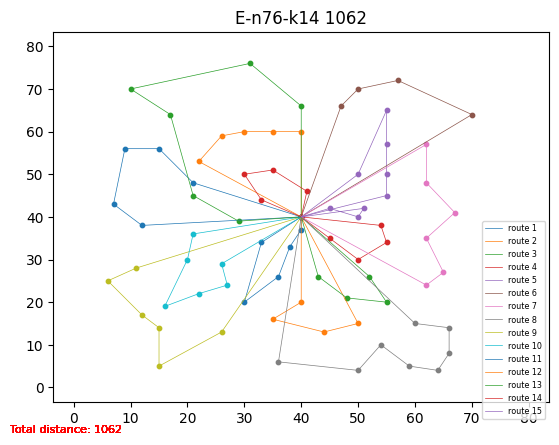 E-n76-k14 1062
80
70
60
50
40
30
20
10
0
0 10 20 30 40 50 60 70 80
route 1
route 2
route 3
route 4
route 5
route 6
route 7
route 8
route 9
route 10
route 11
route 12
route 13
route 14
route 15
Total distance: 1062